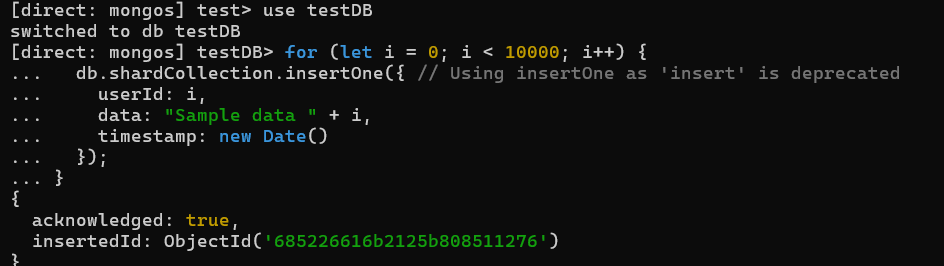 [direct: mongos] test> use testDB
switched to db testDB
[direct: mongos] testDB> for (let i = 0; i < 10000; i++) {
...   db.shardCollection.insertOne({ // Using insertOne as 'insert' is deprecated
...     userId: i,
...     data: "Sample data " + i,
...     timestamp: new Date()
...   });
... }
{
  acknowledged: true,
  insertedId: ObjectId('685226616b2125b808511276')
}